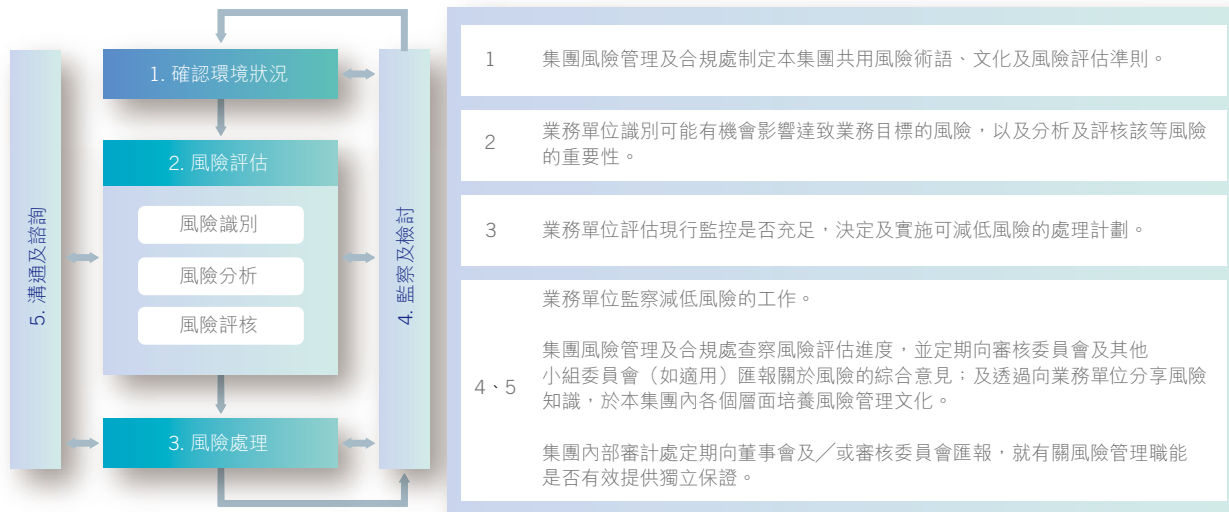 5. 溝通及諮詢
1. 確認環境狀況
2. 風險評估
風險識別
風險分析
風險評核
3. 風險處理
4. 監察及檢討
1
集團風險管理及合規處制定本集團共用風險術語、文化及風險評估準則。
2
業務單位識別可能有機會影響達致業務目標的風險，以及分析及評核該等風險
的重要性。
3
業務單位評估現行監控是否充足，決定及實施可減低風險的處理計劃。
4、5
業務單位監察減低風險的工作。
集團風險管理及合規處查察風險評估進度，並定期向審核委員會及其他
小組委員會（如適用）匯報關於風險的綜合意見；及透過向業務單位分享風險
知識，於本集團內各個層面培養風險管理文化。
集團內部審計處定期向董事會及╱或審核委員會匯報，就有關風險管理職能
是否有效提供獨立保證。